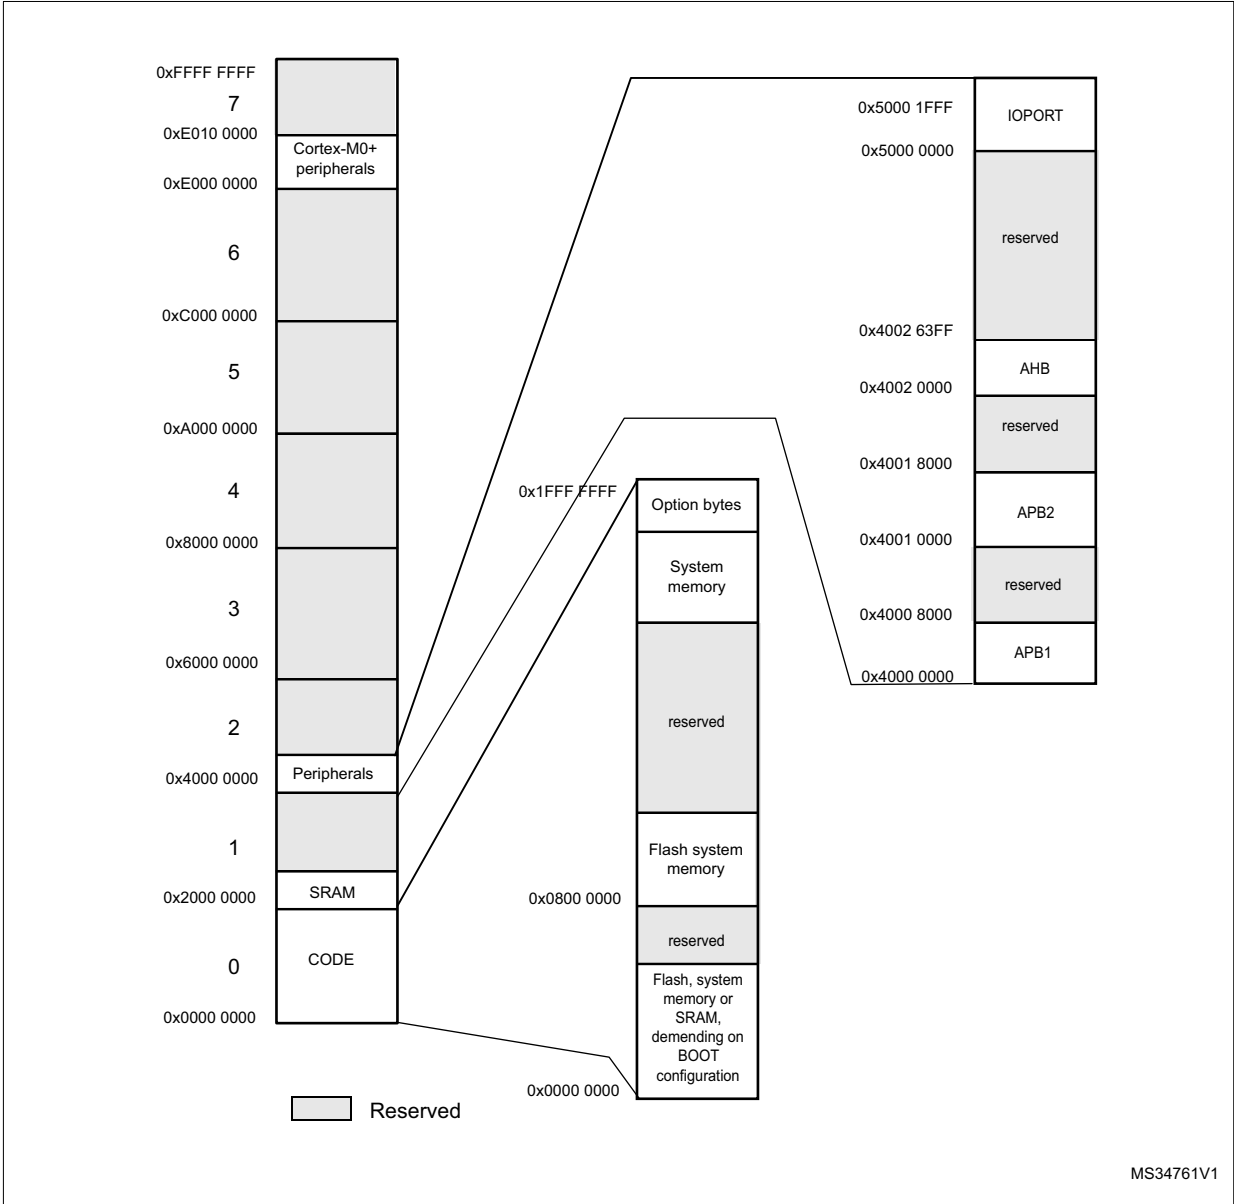 0xFFFF FFFF
7
0xE010 0000
Cortex-M0+
peripherals
0xE000 0000
6
0xC000 0000
5
0xA000 0000
4
0x8000 0000
3
0x6000 0000
2
0x4000 0000
Peripherals
1
0x2000 0000
SRAM
0
CODE
0x0000 0000
Reserved
0x1FFF FFFF
Option bytes
System
memory
reserved
Flash system
memory
0x0800 0000
reserved
Flash, system
memory or
SRAM,
demending on
BOOT
configuration
0x0000 0000
0x5000 1FFF
IOPORT
0x5000 0000
reserved
0x4002 63FF
AHB
0x4002 0000
reserved
0x4001 8000
APB2
0x4001 0000
reserved
0x4000 8000
APB1
0x4000 0000
MS34761V1